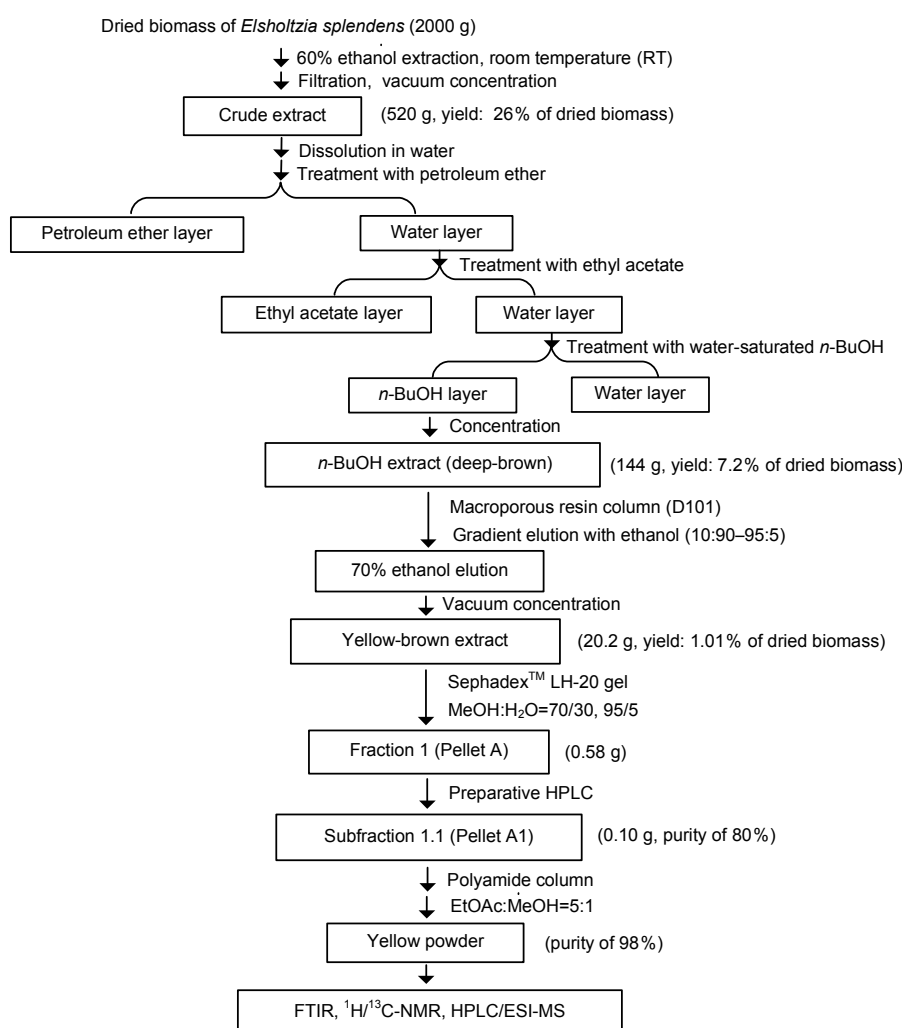 Dried biomass of Elsholtzia splendens (2000 g)
60% ethanol extraction, room temperature (RT)
Filtration, vacuum concentration
Crude extract (520 g, yield: 26% of dried biomass)
Dissolution in water
Treatment with petroleum ether
Petroleum ether layer Water layer
Treatment with ethyl acetate
Ethyl acetate layer Water layer
Treatment with water-saturated n-BuOH
n-BuOH layer Water layer
Concentration
n-BuOH extract (deep-brown) (144 g, yield: 7.2% of dried biomass)
Macroporous resin column (D101)
Gradient elution with ethanol (10:90–95:5)
70% ethanol elution
Vacuum concentration
Yellow-brown extract (20.2 g, yield: 1.01% of dried biomass)
Sephadex™ LH-20 gel
MeOH:H₂O=70/30, 95/5
Fraction 1 (Pellet A) (0.58 g)
Preparative HPLC
Subfraction 1.1 (Pellet A1) (0.10 g, purity of 80%)
Polyamide column
EtOAc:MeOH=5:1
Yellow powder (purity of 98%)
FTIR, ¹H/¹³C-NMR, HPLC/ESI-MS